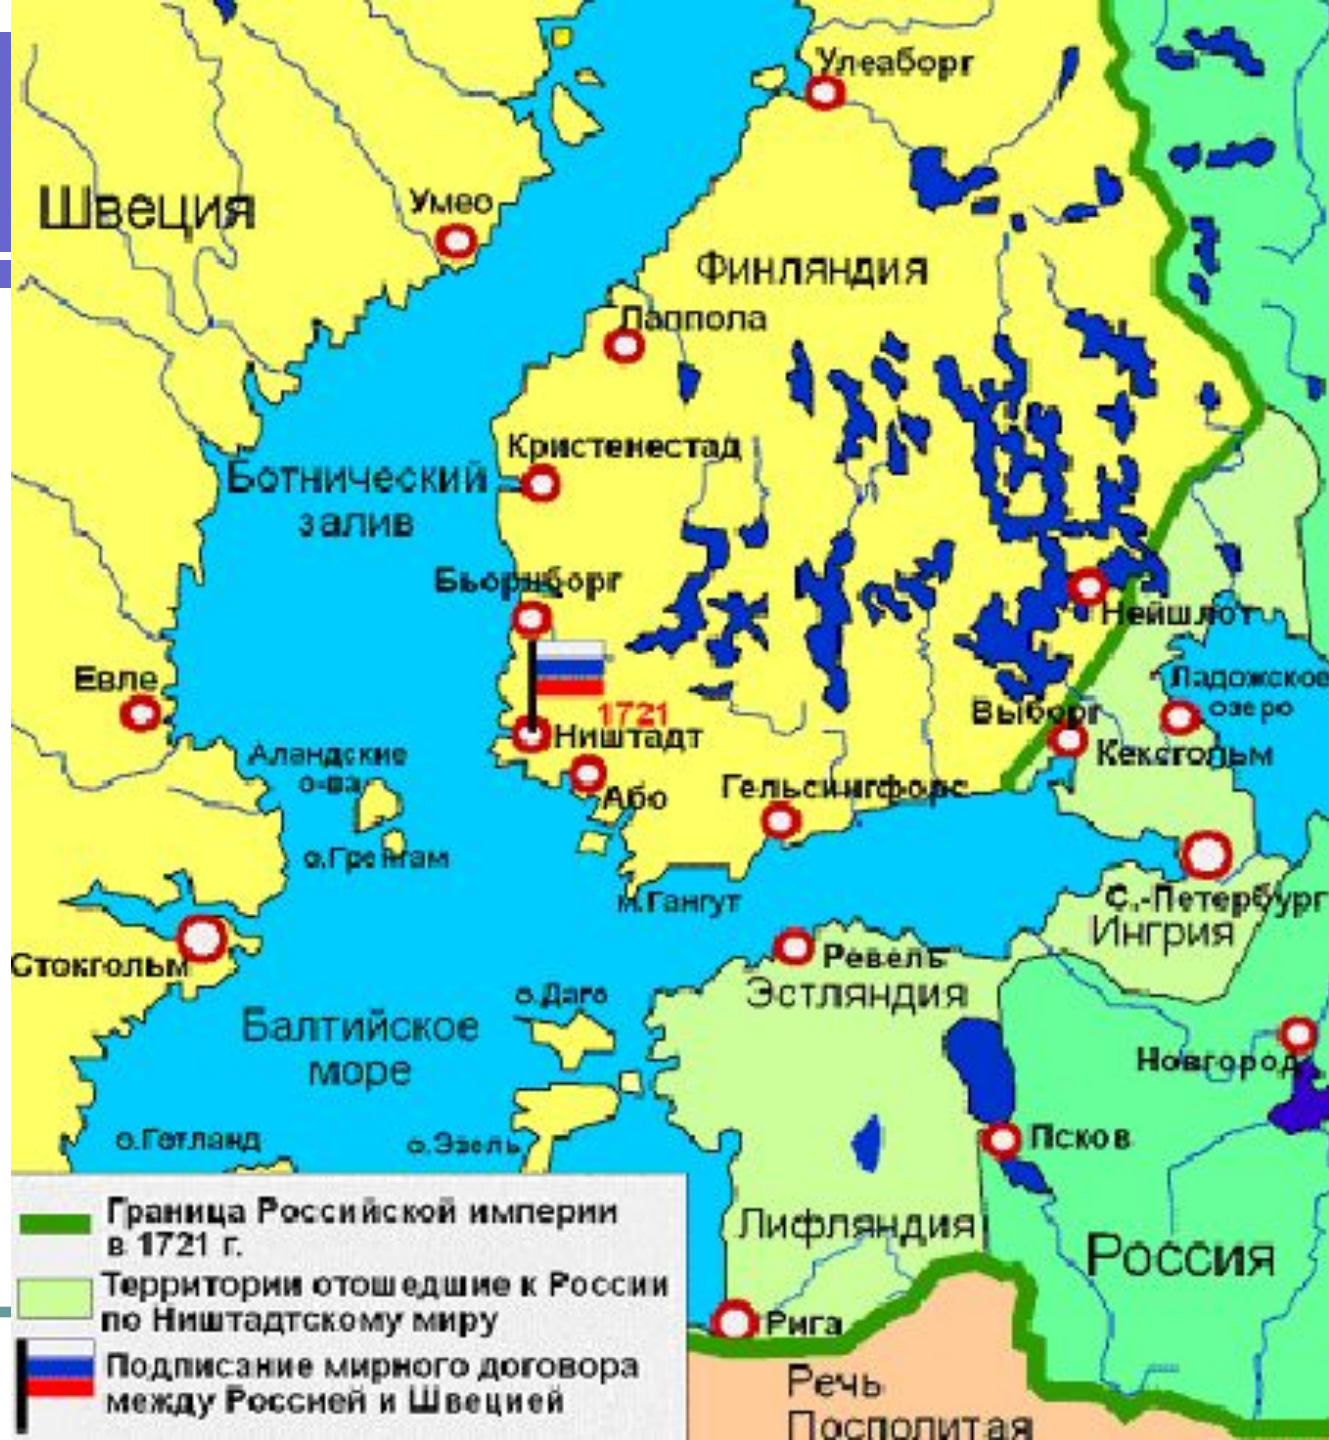 Улеаборг
Швеция
Умео
Финляндия
Лаппола
Кристенестад
Ботнический
залив
Бьорнборг
Нейшлот
Евле
1721
Ладожское
озеро
Выборг
Ништадт
Кексгольм
Аландские
о-ва
Або
Гельсингфорс
о.Гренгам
м.Гангут
С.-Петербург
Ингрия
Стокгольм
Ревель
Эстляндия
о.Даго
Балтийское
море
Новгород
о.Готланд
о.Эзель
Псков
Лифляндия
Россия
Рига
Речь
Посполитая
Граница Российской империи
в 1721 г.
Территории отошедшие к России
по Ништадтскому миру
Подписание мирного договора
между Россией и Швецией